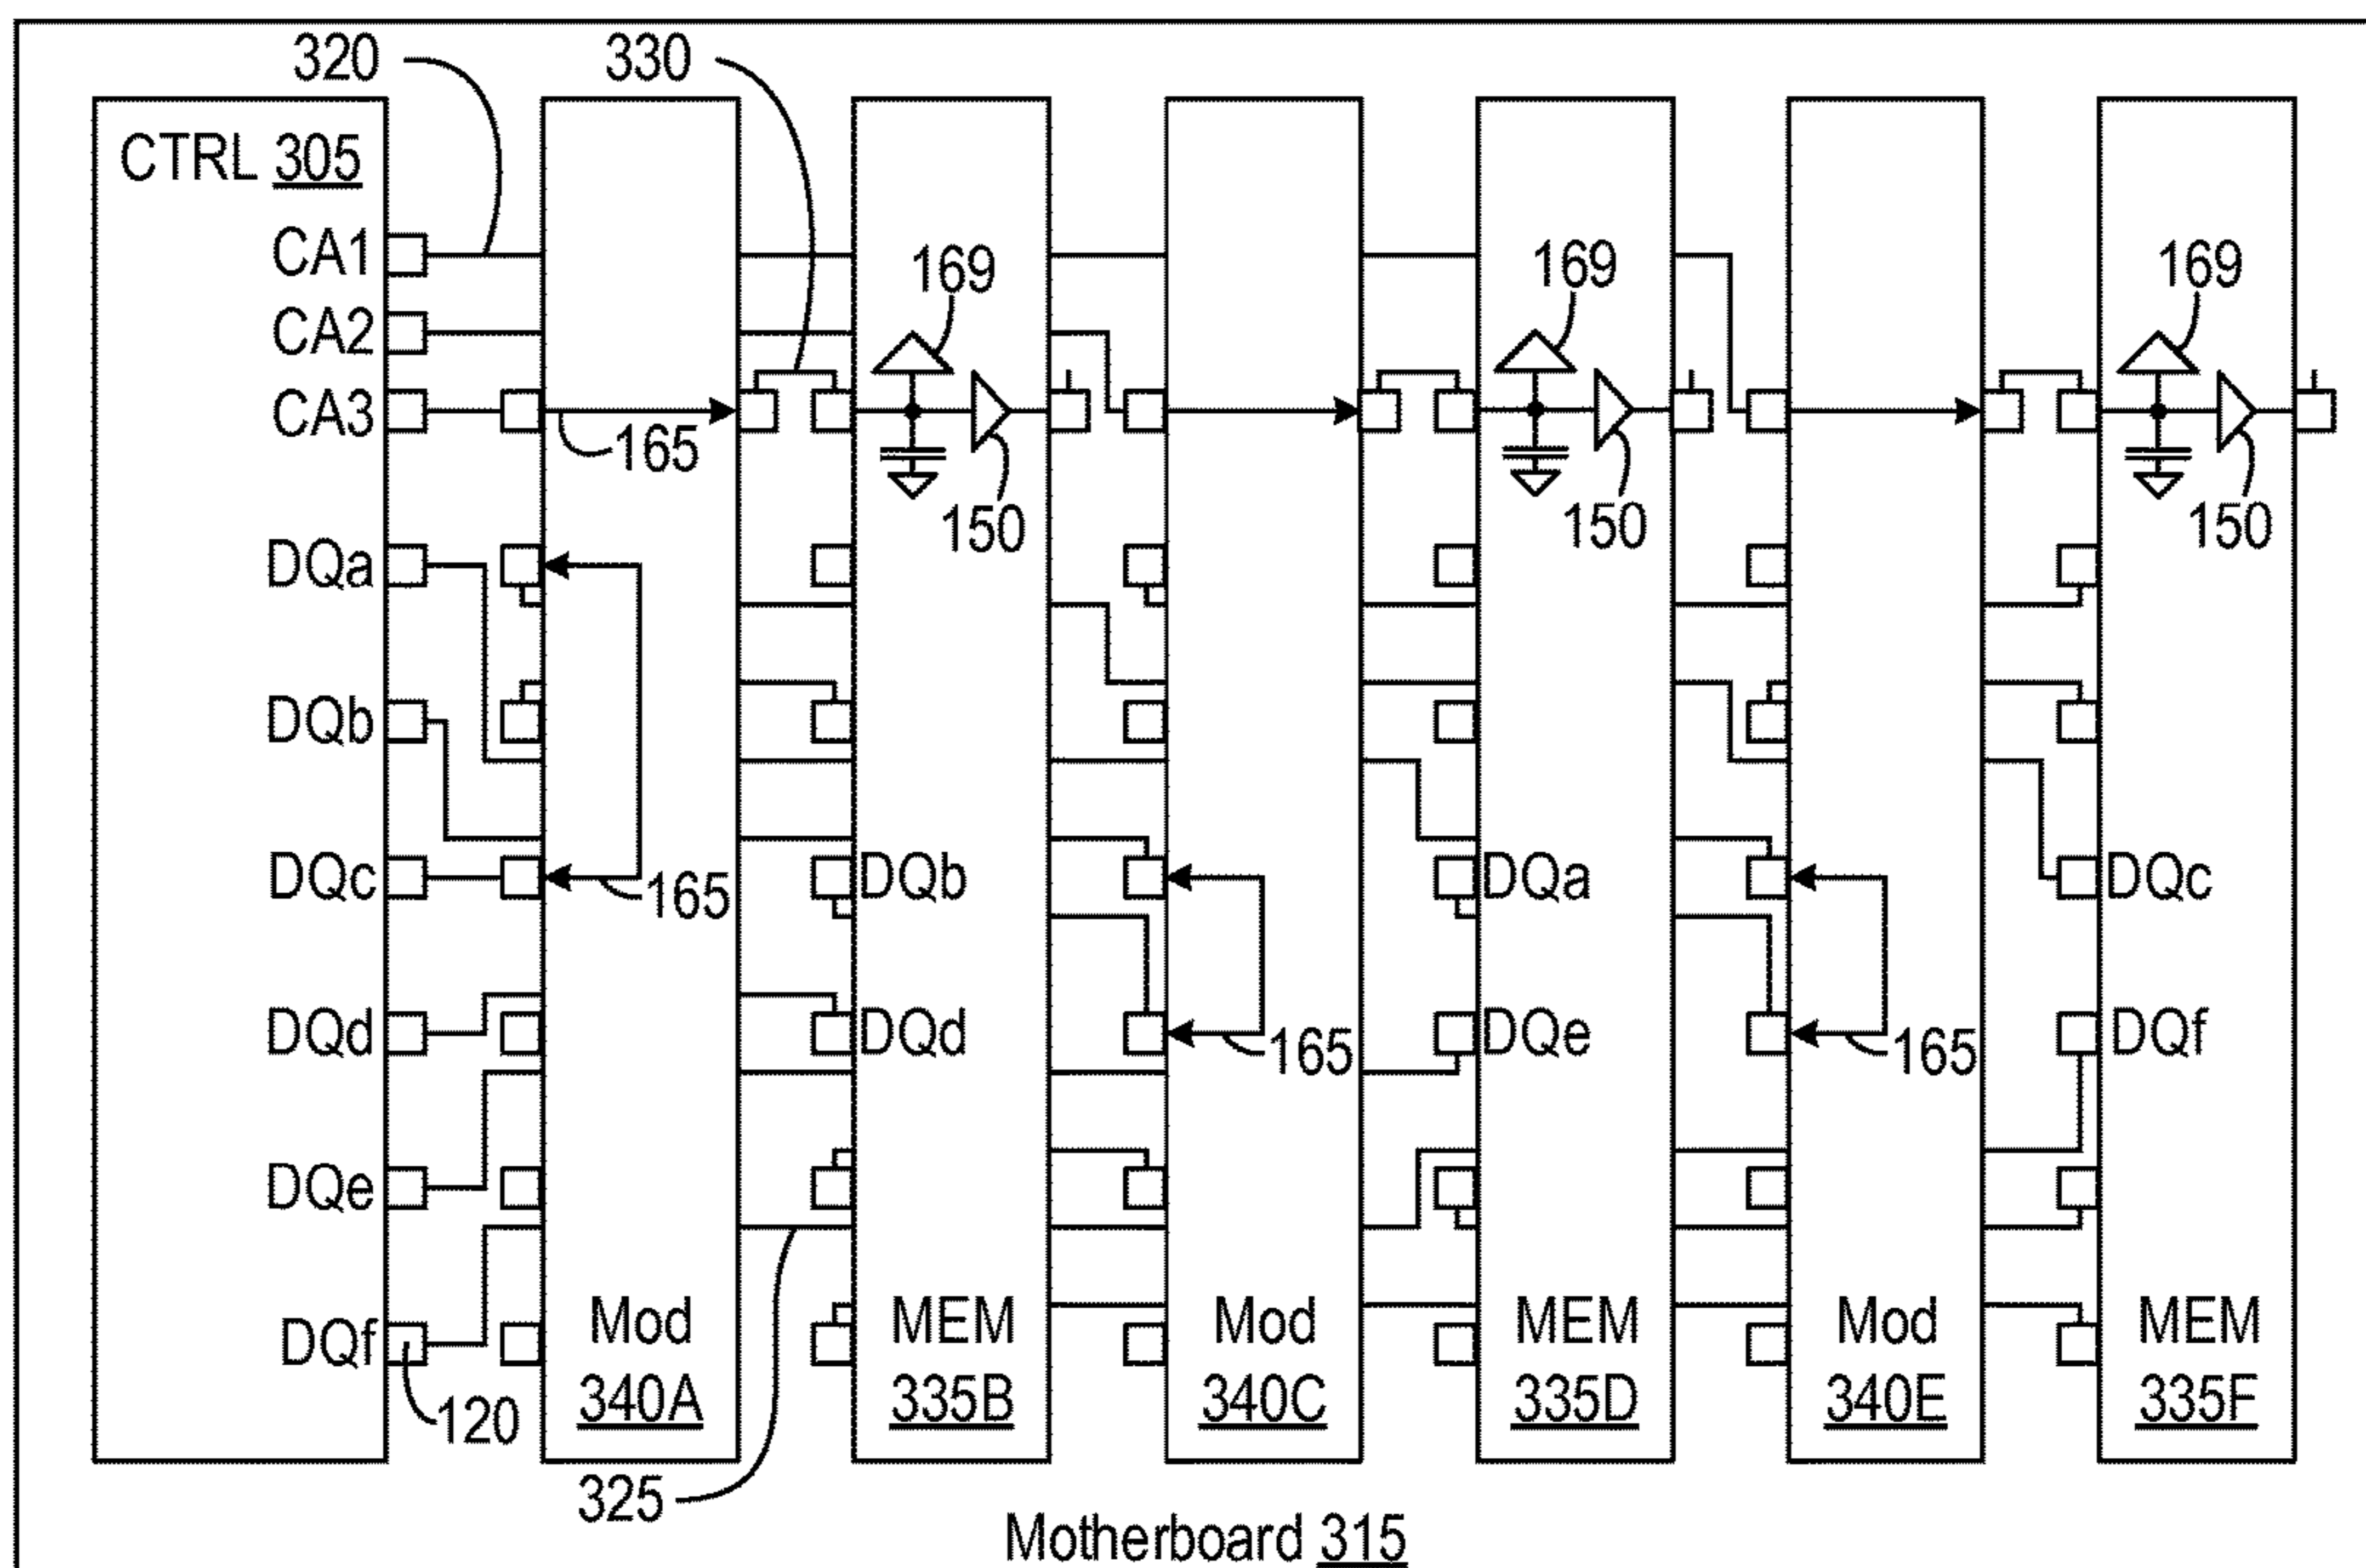 320 330
CTRL 305
CA1
169 169 169
CA2
CA3
165
150 150 150
DQa
DQb
DQc 165 DQb DQa DQc
DQd DQd 165 DQe 165 DQf
DQe
DQf Mod MEM Mod MEM Mod MEM
120 340A 335B 340C 335D 340E 335F
325
Motherboard 315